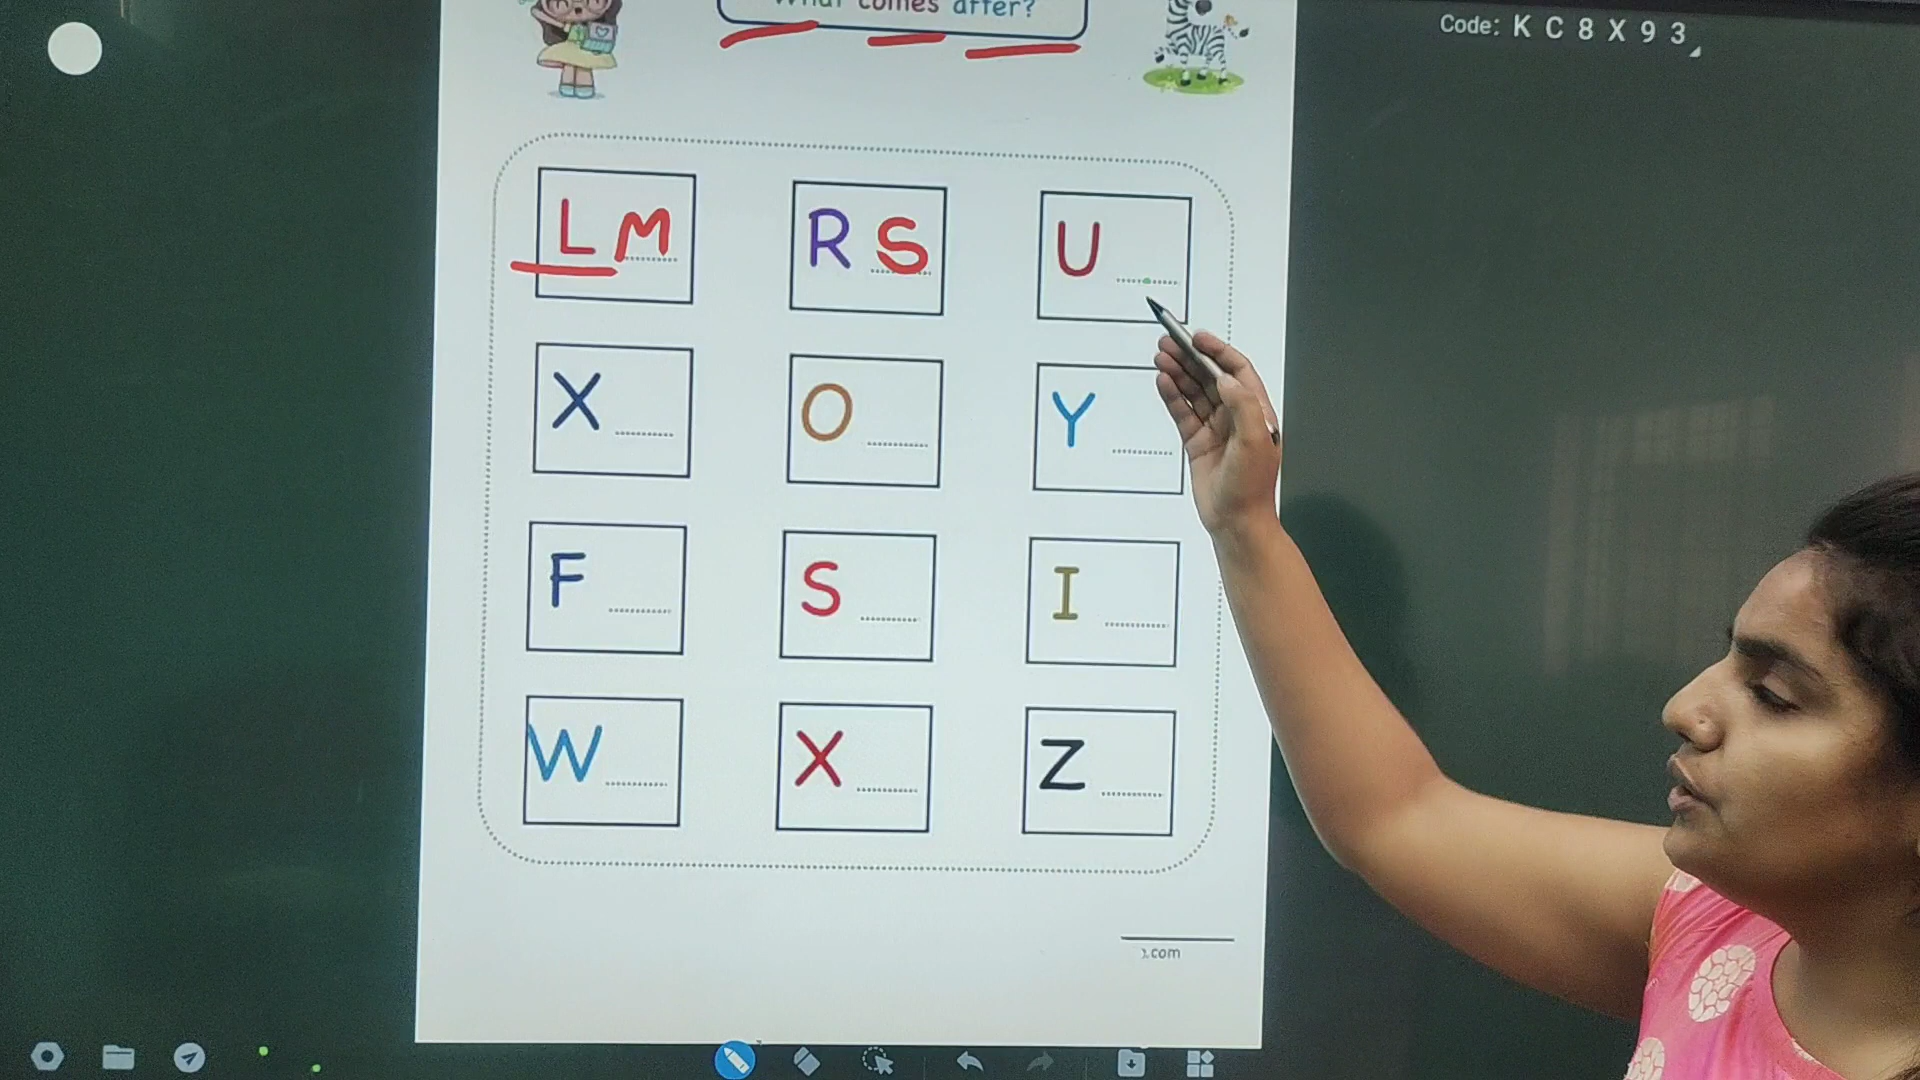 What comes after?
Code: K C 8 X 9 3
L M R S U
X O Y
F S I
W X Z
.com